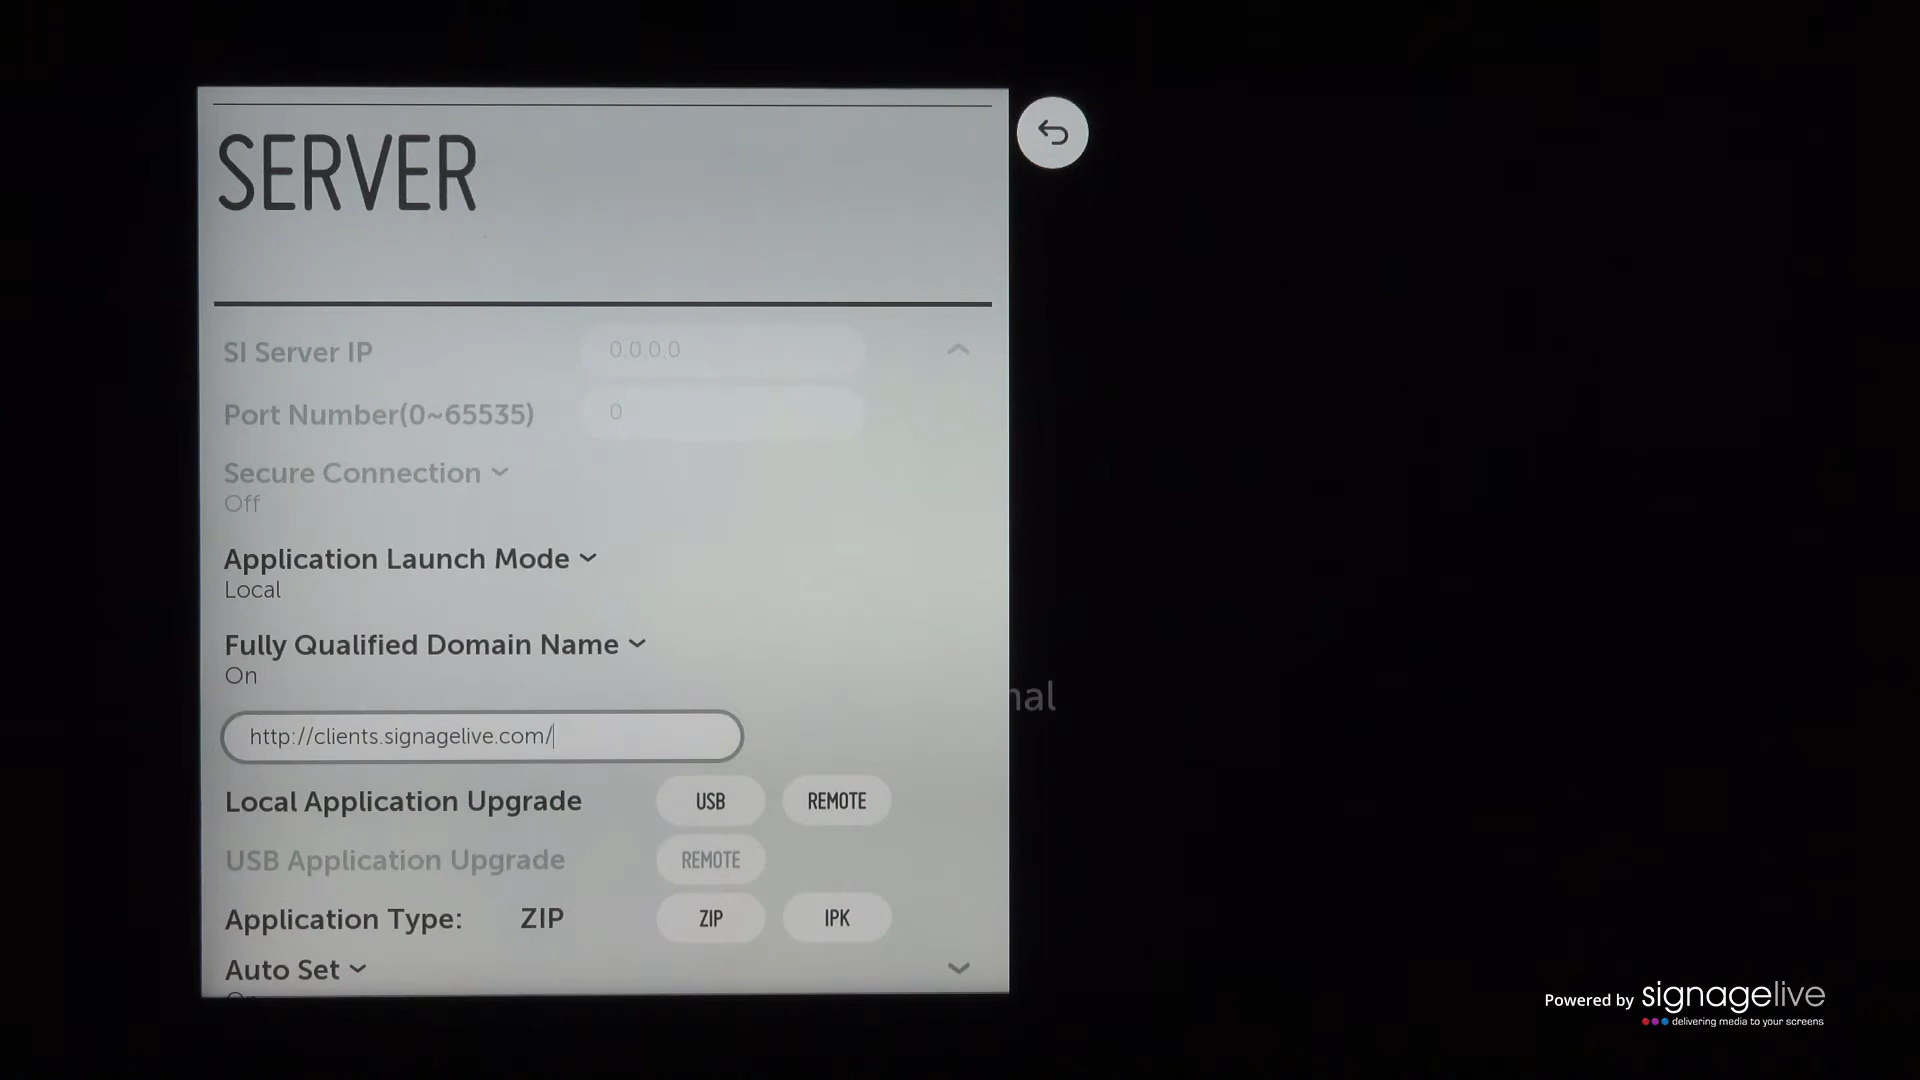 SERVER
SI Server IP 0.0.0.0
Port Number(0~65535) 0
Secure Connection
Off
Application Launch Mode
Local
Fully Qualified Domain Name
On
nal
http://clients.signagelive.com/
Local Application Upgrade USB REMOTE
USB Application Upgrade REMOTE
Application Type: ZIP ZIP IPK
Auto Set
Powered by signagelive
delivering media to your screens